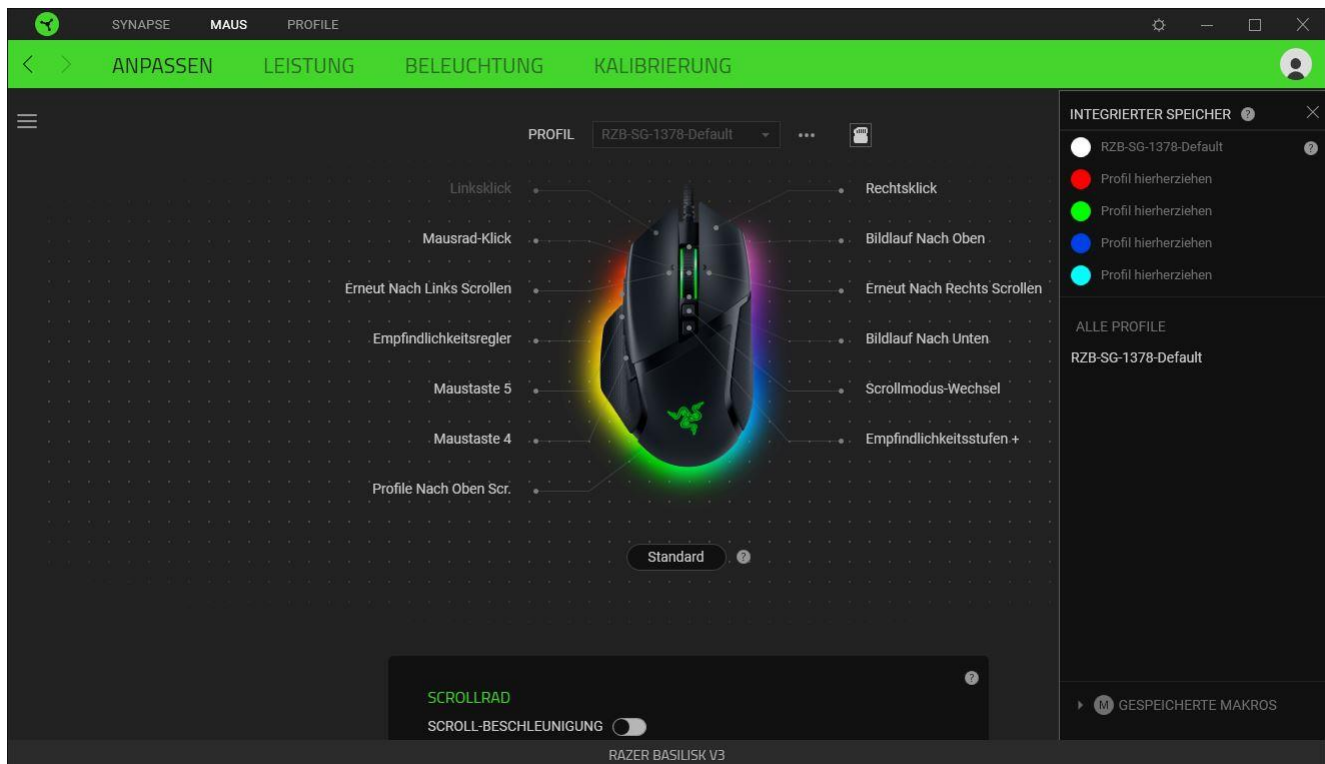 SYNAPSE MAUS PROFILE
ANPASSEN LEISTUNG BELEUCHTUNG KALIBRIERUNG
PROFIL RZB-SG-1378-Default
Linksklick
Mausrad-Klick
Erneut Nach Links Scrollen
Empfindlichkeitsregler
Maustaste 5
Maustaste 4
Profile Nach Oben Scr.
Rechtsklick
Bildlauf Nach Oben
Erneut Nach Rechts Scrollen
Bildlauf Nach Unten
Scrollmodus-Wechsel
Empfindlichkeitsstufen +
Standard ?
?
SCROLLRAD
SCROLL-BESCHLEUNIGUNG
INTEGRIERTER SPEICHER ?
RZB-SG-1378-Default ?
Profil hierherziehen
Profil hierherziehen
Profil hierherziehen
Profil hierherziehen
ALLE PROFILE
RZB-SG-1378-Default
M GESPEICHERTE MAKROS
RAZER BASILISK V3